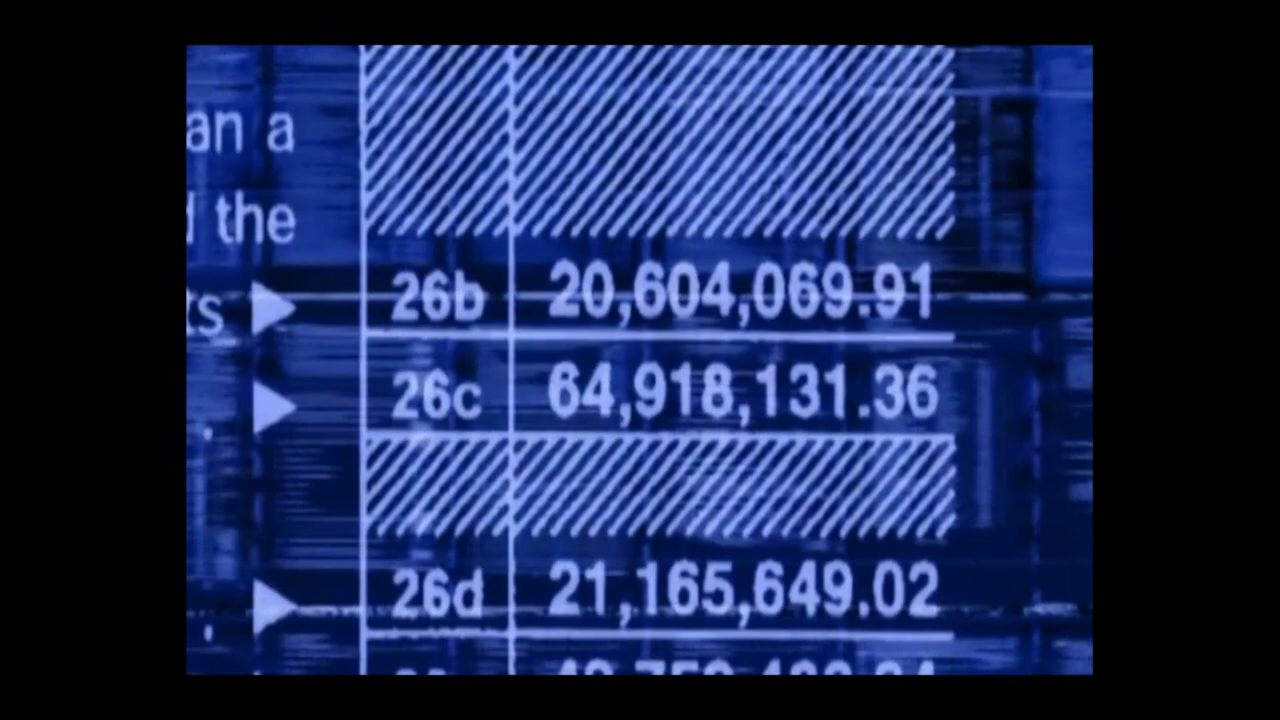 an a
the
26b 20,604,069.91
26c 64,918,131.36
26d 21,165,649.02